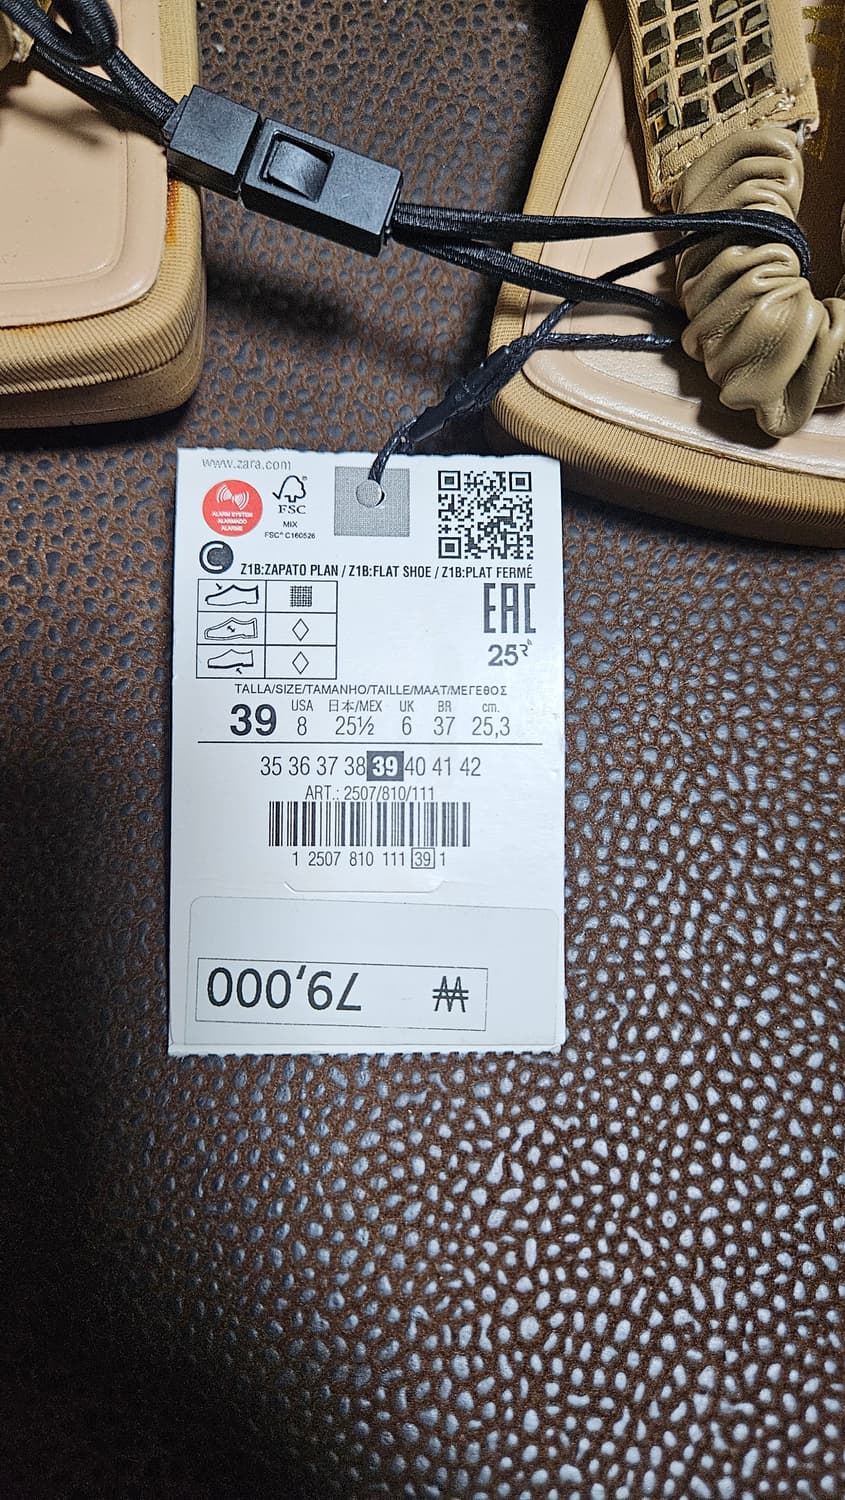 www.zara.com
ALARM SYSTEM
ALARMADO
ALARME
FSC®
MIX
FSC® C160526
C Z1B:ZAPATO PLAN / Z1B:FLAT SHOE / Z1B:PLAT FERMÉ
EAC
TALLA/SIZE/TAMANHO/TAILLE/MAAT/ΜΕΓΕΘΟΣ
39 USA 8 日本/MEX 25½ UK 6 BR 37 cm. 25,3
35 36 37 38 39 40 41 42
ART.: 2507/810/111
1 2507 810 111 39 1
₩ 79,000